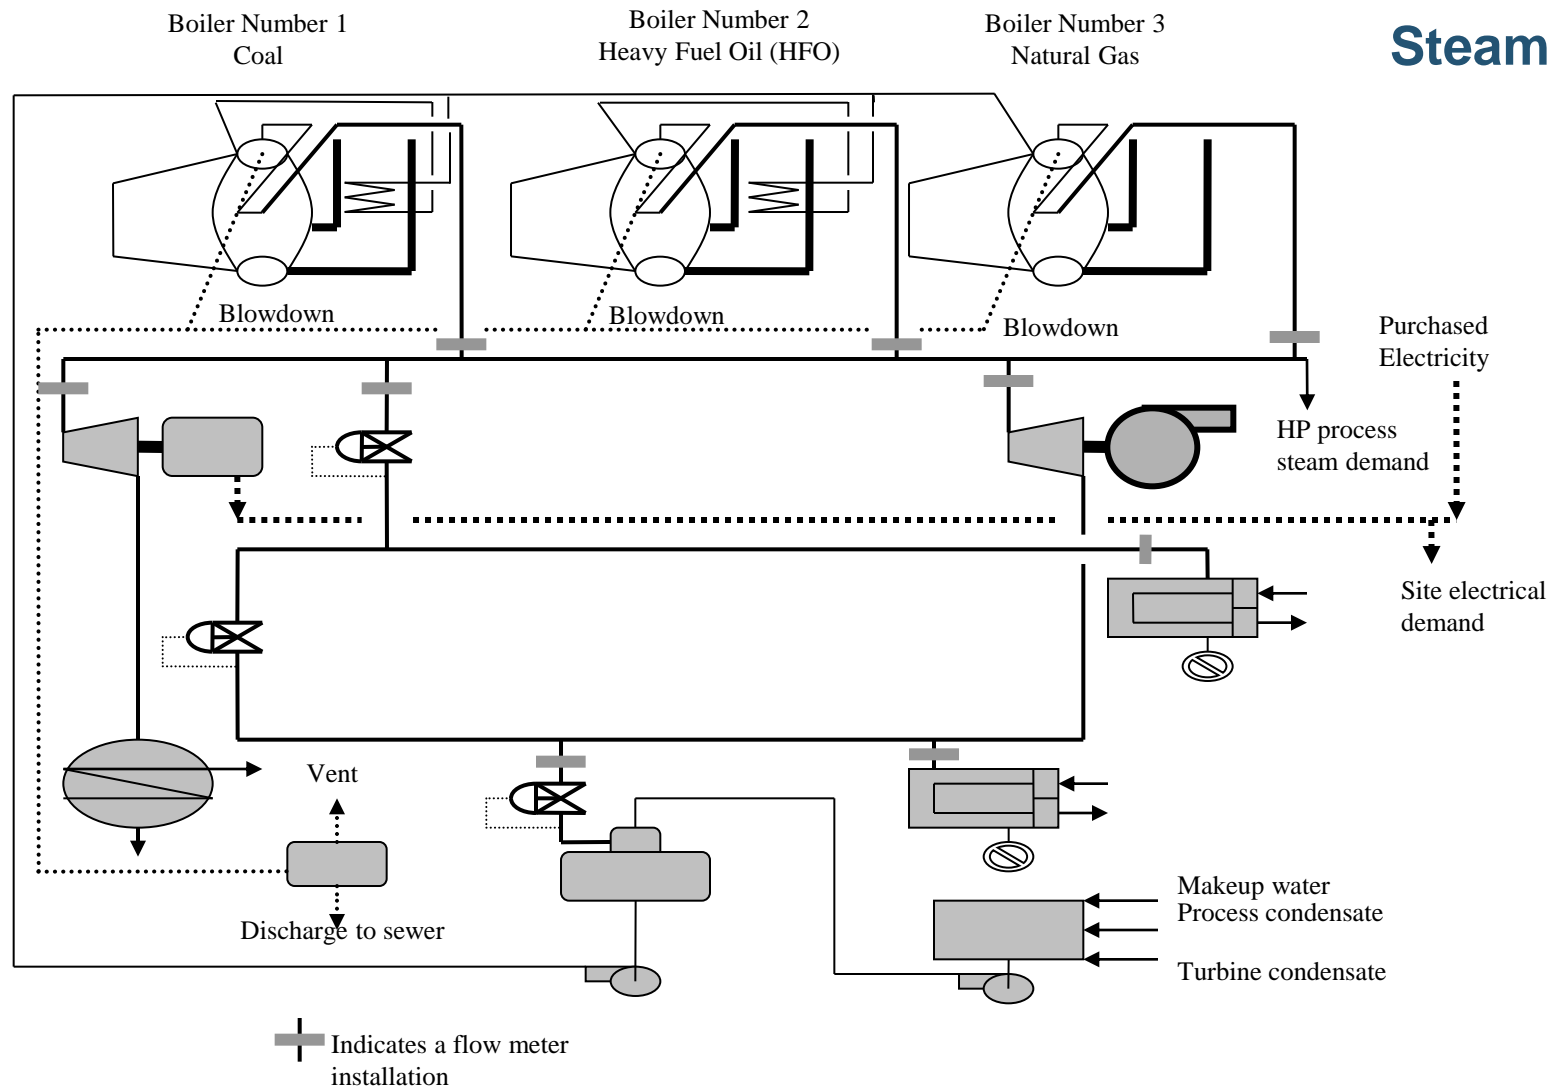 Boiler Number 1
Coal
Boiler Number 2
Heavy Fuel Oil (HFO)
Boiler Number 3
Natural Gas
Steam
Blowdown
Blowdown
Blowdown
Purchased
Electricity
HP process
steam demand
Site electrical
demand
Vent
Discharge to sewer
Makeup water
Process condensate
Turbine condensate
Indicates a flow meter
installation